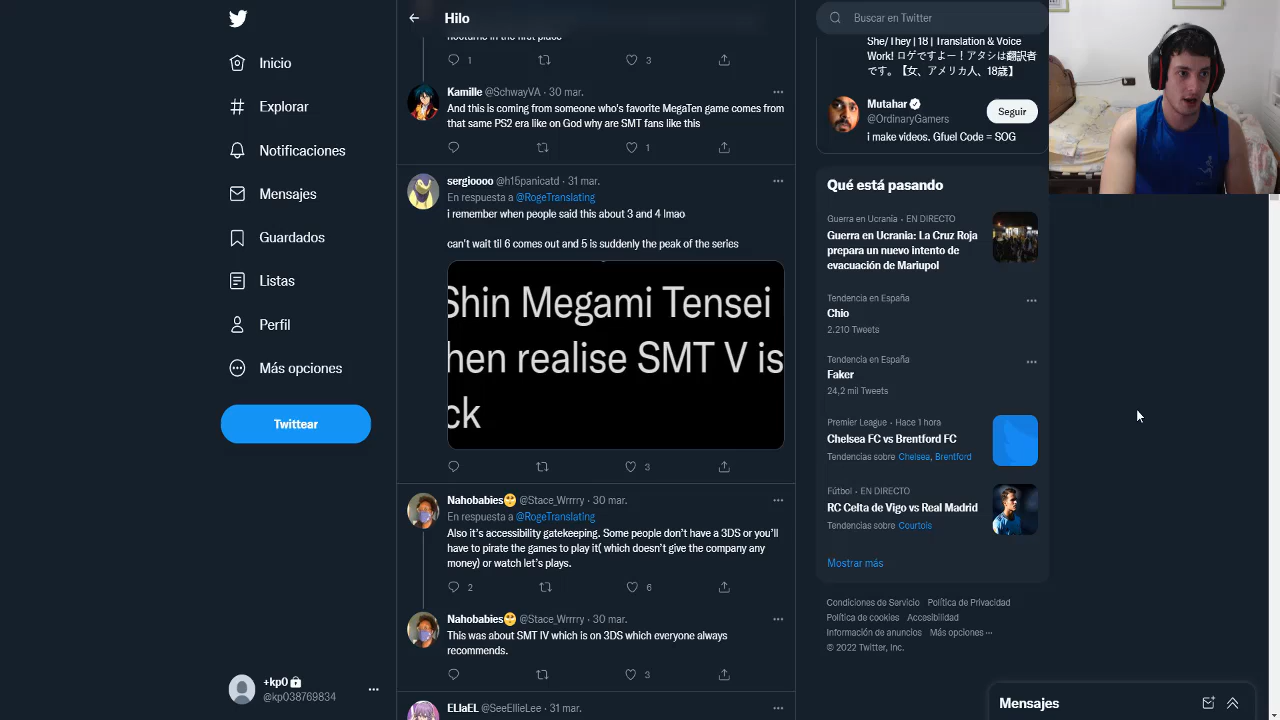 Hilo
Buscar en Twitter
Inicio
Explorar
Notificaciones
Mensajes
Guardados
Listas
Perfil
Más opciones
Twittear
+kp0
@kp038769834
nocturne in the first place
1
3
Kamille @SchwayVA · 30 mar.
And this is coming from someone who's favorite MegaTen game comes from
that same PS2 era like on God why are SMT fans like this
1
sergioooo @h15panicatd · 31 mar.
En respuesta a @RogeTranslating
i remember when people said this about 3 and 4 lmao
can't wait til 6 comes out and 5 is suddenly the peak of the series
Shin Megami Tensei
hen realise SMT V is
ck
3
Nahobabies @Stace_Wrrrry · 30 mar.
En respuesta a @RogeTranslating
Also it's accessibility gatekeeping. Some people don't have a 3DS or you'll
have to pirate the games to play it( which doesn't give the company any
money) or watch let's plays.
2
6
Nahobabies @Stace_Wrrrry · 30 mar.
This was about SMT IV which is on 3DS which everyone always
recommends.
3
ELIaEL @SeeEllieLee · 31 mar.
She/They | 18 | Translation & Voice
Work! ロゲですよー！アタシは翻訳者
です。【女、アメリカ人、18歳】
Mutahar
@OrdinaryGamers
Seguir
i make videos. Gfuel Code = SOG
Qué está pasando
Guerra en Ucrania · EN DIRECTO
Guerra en Ucrania: La Cruz Roja
prepara un nuevo intento de
evacuación de Mariupol
Tendencia en España
Chio
2.210 Tweets
Tendencia en España
Faker
24,2 mil Tweets
Premier League · Hace 1 hora
Chelsea FC vs Brentford FC
Tendencias sobre Chelsea, Brentford
Fútbol · EN DIRECTO
RC Celta de Vigo vs Real Madrid
Tendencias sobre Courtois
Mostrar más
Condiciones de Servicio Política de Privacidad
Política de cookies Accesibilidad
Información de anuncios Más opciones ···
© 2022 Twitter, Inc.
Mensajes